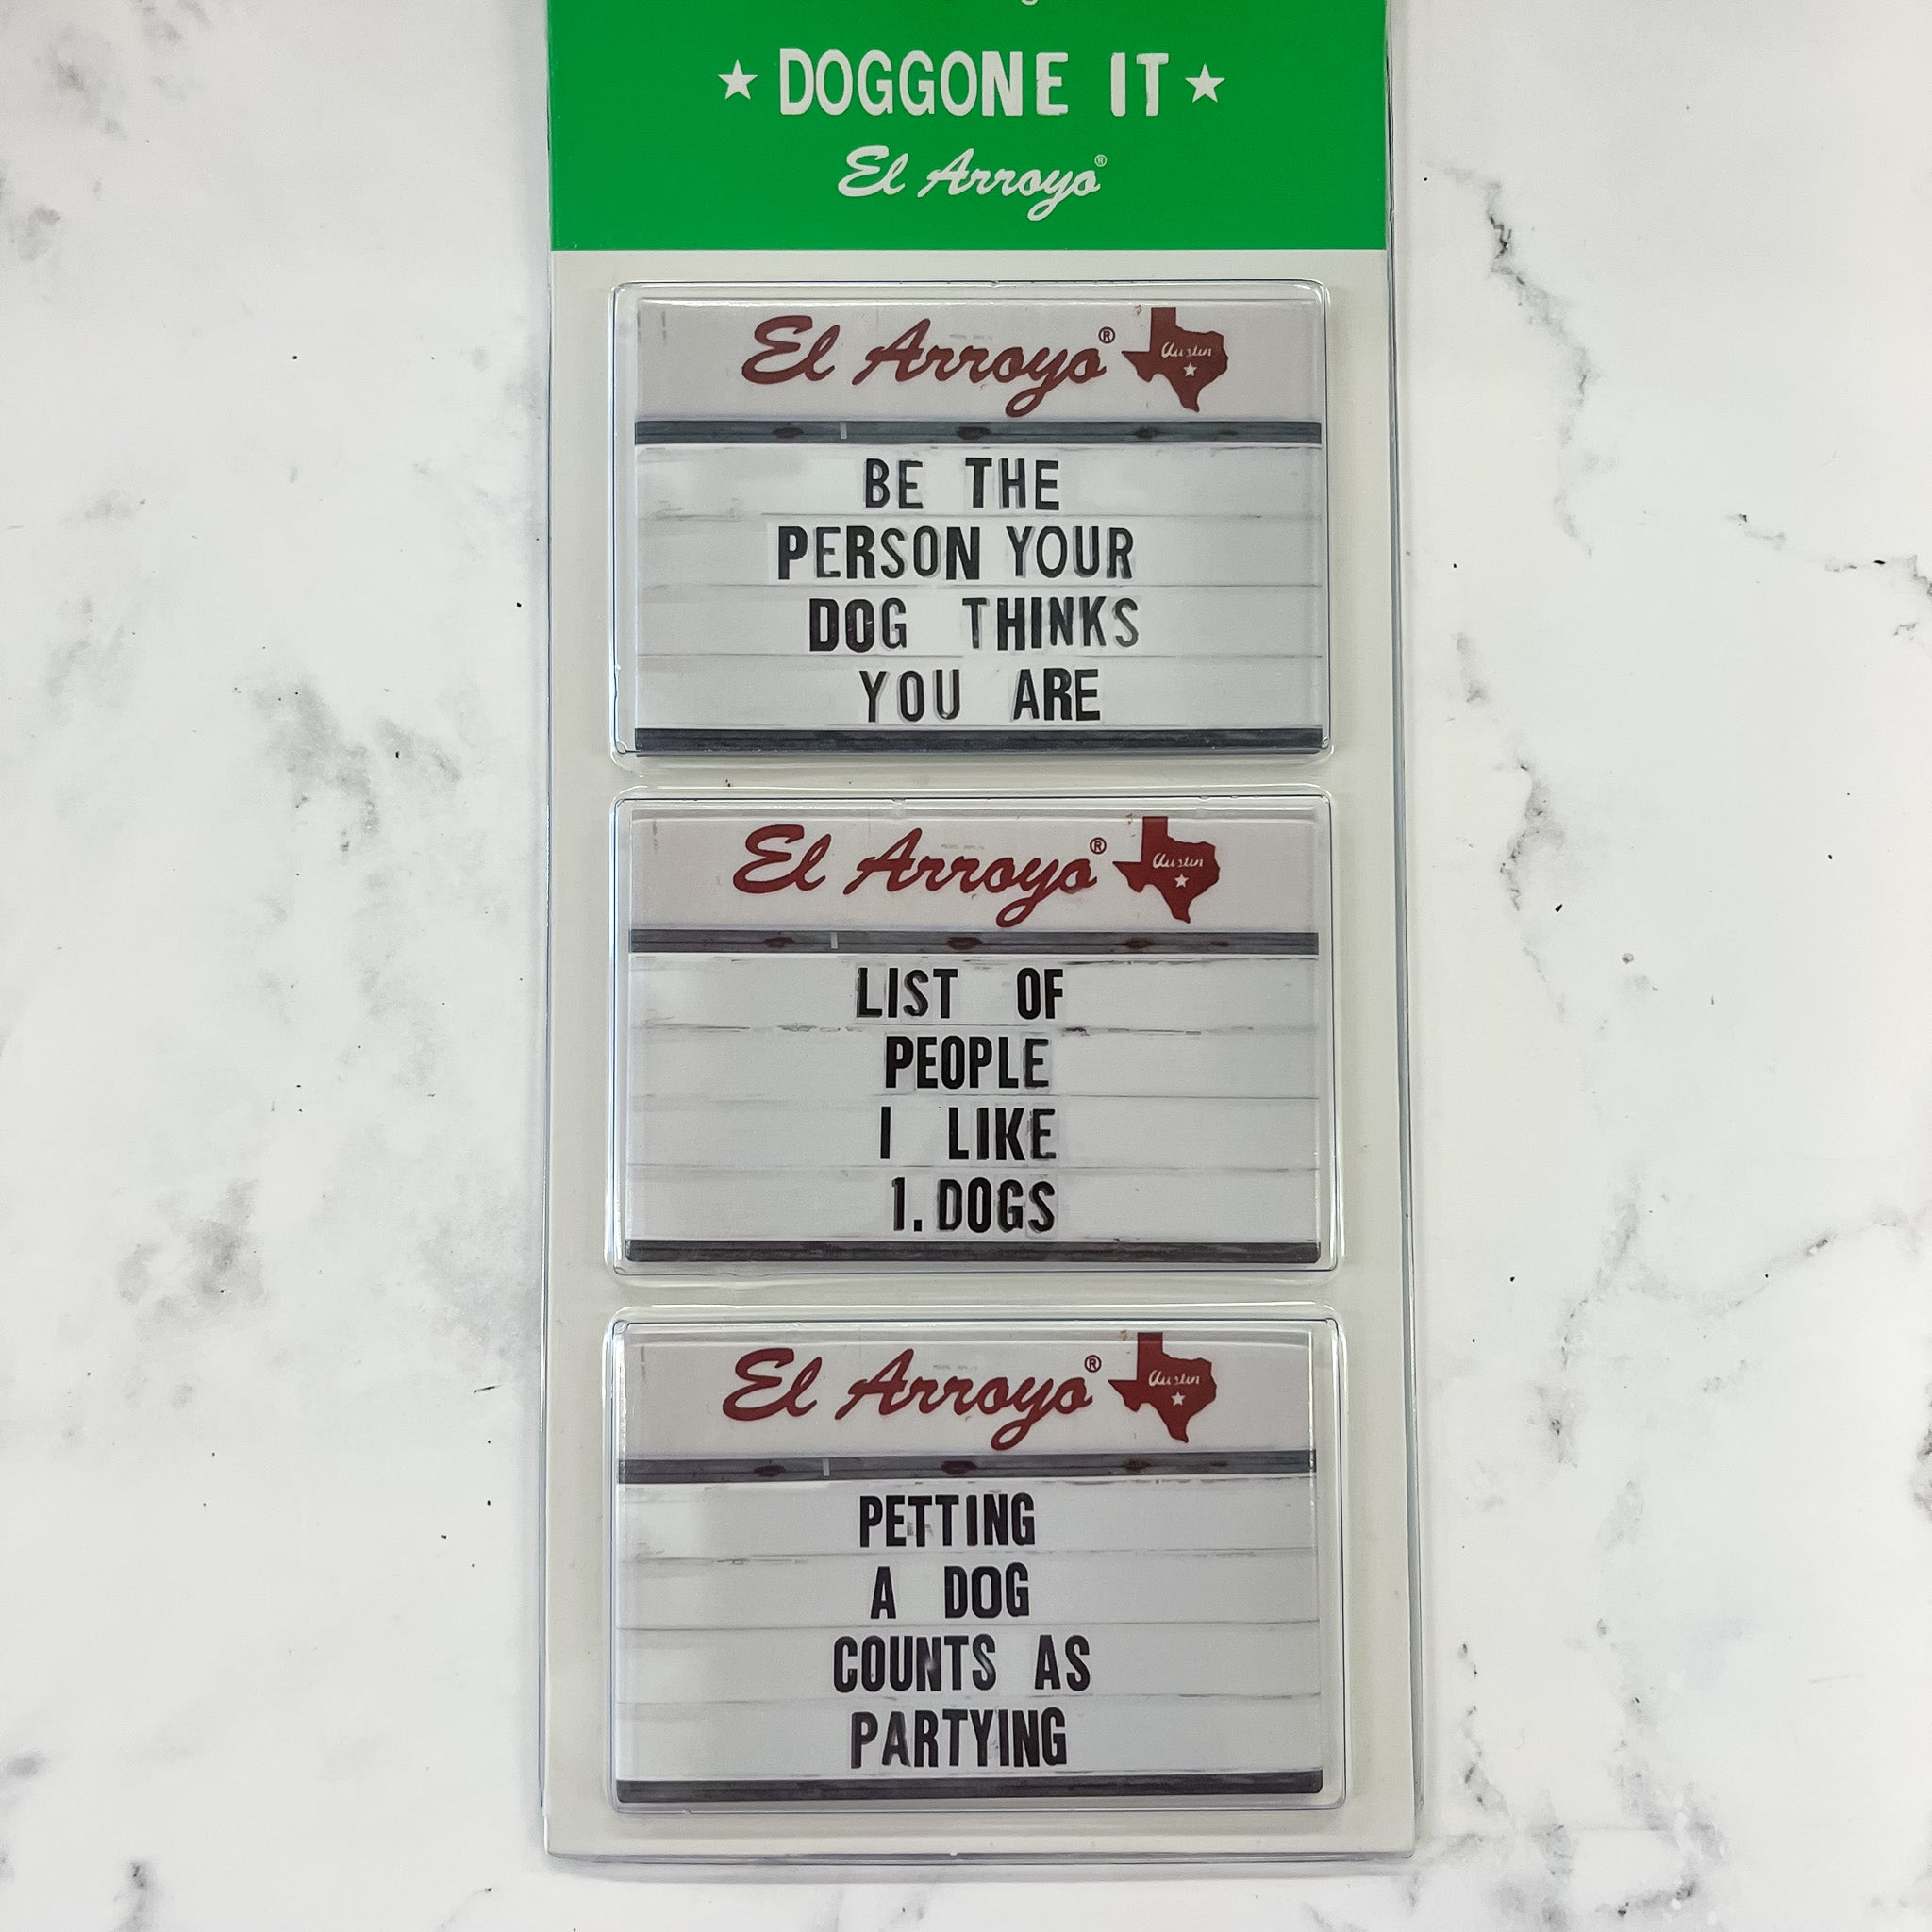 ★ DOGGONE IT ★
El Arroyo®
El Arroyo® Austin
BE THE
PERSON YOUR
DOG THINKS
YOU ARE
El Arroyo® Austin
LIST OF
PEOPLE
I LIKE
1. DOGS
El Arroyo® Austin
PETTING
A DOG
COUNTS AS
PARTYING